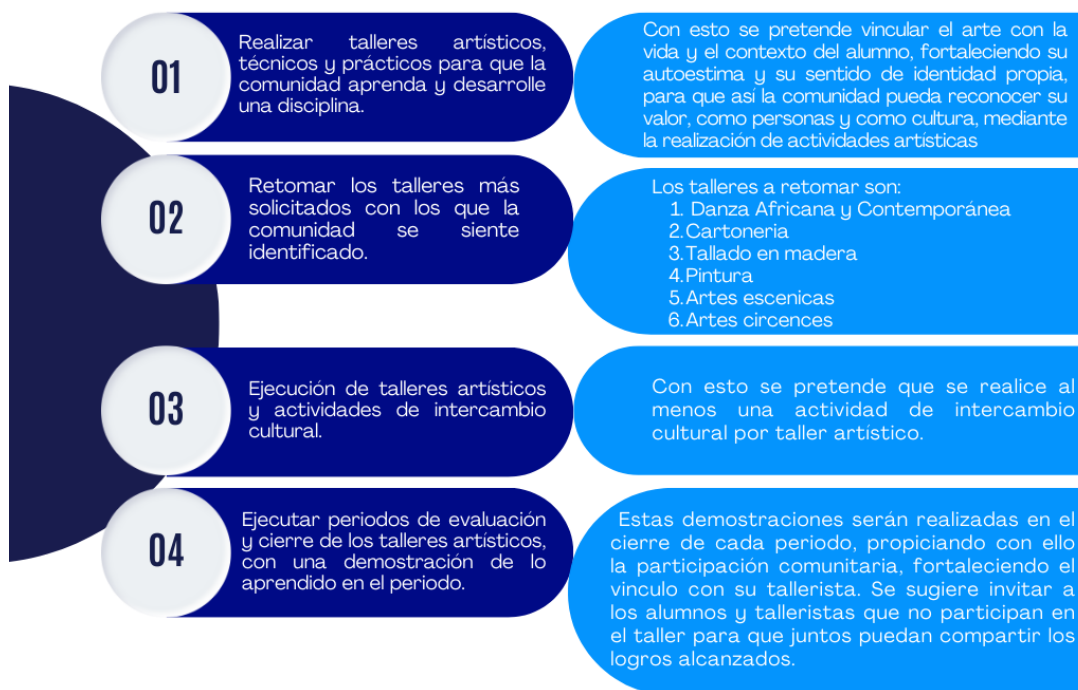 01
Realizar talleres artísticos,
técnicos y prácticos para que la
comunidad aprenda y desarrolle
una disciplina.
Con esto se pretende vincular el arte con la
vida y el contexto del alumno, fortaleciendo su
autoestima y su sentido de identidad propia,
para que así la comunidad pueda reconocer su
valor, como personas y como cultura, mediante
la realización de actividades artísticas
02
Retomar los talleres más
solicitados con los que la
comunidad se siente
identificado.
Los talleres a retomar son:
1. Danza Africana y Contemporánea
2.Cartoneria
3.Tallado en madera
4.Pintura
5.Artes escenicas
6.Artes circences
03
Ejecución de talleres artísticos
y actividades de intercambio
cultural.
Con esto se pretende que se realice al
menos una actividad de intercambio
cultural por taller artístico.
04
Ejecutar periodos de evaluación
y cierre de los talleres artísticos,
con una demostración de lo
aprendido en el periodo.
Estas demostraciones serán realizadas en el
cierre de cada periodo, propiciando con ello
la participación comunitaria, fortaleciendo el
vinculo con su tallerista. Se sugiere invitar a
los alumnos y talleristas que no participan en
el taller para que juntos puedan compartir los
logros alcanzados.